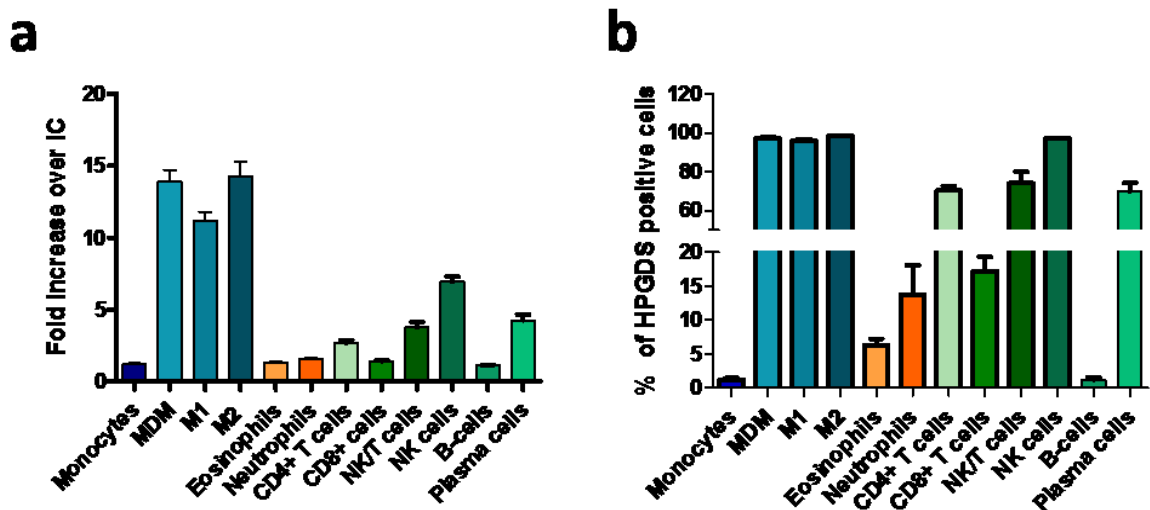 a
b
Fold Increase over IC
20
15
10
5
0
Monocytes
MDM
M1
M2
Eosinophils
Neutrophils
CD4+ T cells
CD8+ cells
NK/T cells
NK cells
B-cells
Plasma cells
% of HPGDS positive cells
120
100
80
60
20
15
10
5
0
Monocytes
MDM
M1
M2
Eosinophils
Neutrophils
CD4+ T cells
CD8+ T cells
NK/T cells
NK cells
B-cells
Plasma cells